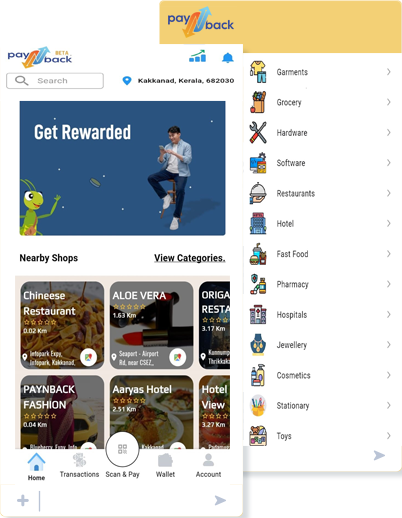 pay back
BETA
pay back
Search
Kakkanad, Kerala, 682030
Get Rewarded
Nearby Shops
View Categories.
Chineese
Restaurant
0.02 Km
Infopark Expy,
Infopark, Kakkanad,
ALOE VERA
1.63 Km
Seaport - Airport
Rd, near CSEZ,
ORIGA
RESTA
3.17 Km
Kunnump
Thrikkaka
PAYNBACK
FASHION
0.04 Km
Blueberry, Expy, Info
Aaryas Hotel
2.51 Km
Kakkanad,
Hotel
View
3.27 Km
Home
Transactions
Scan & Pay
Wallet
Account
Garments
Grocery
Hardware
Software
Restaurants
Hotel
Fast Food
Pharmacy
Hospitals
Jewellery
Cosmetics
Stationary
Toys